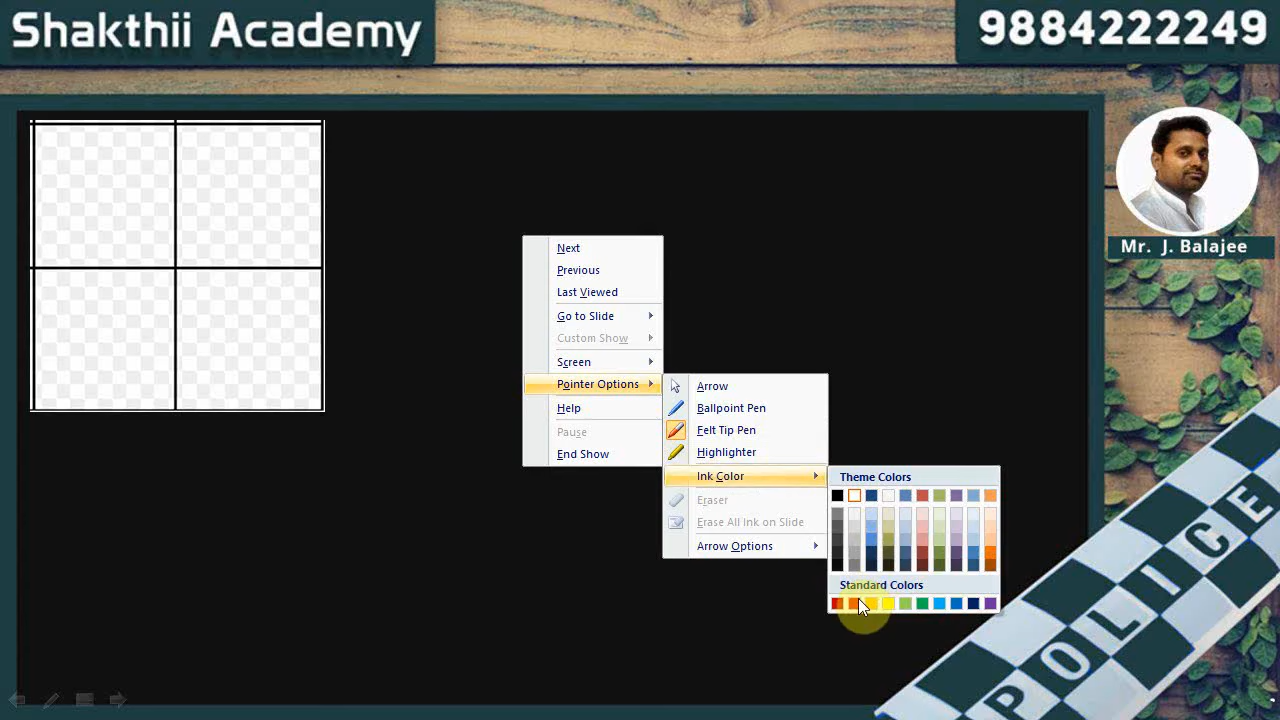 Shakthii Academy
9884222249
Mr. J. Balajee
Next
Previous
Last Viewed
Go to Slide
Custom Show
Screen
Pointer Options
Help
Pause
End Show
Arrow
Ballpoint Pen
Felt Tip Pen
Highlighter
Ink Color
Eraser
Erase All Ink on Slide
Arrow Options
Theme Colors
Standard Colors
POLICE